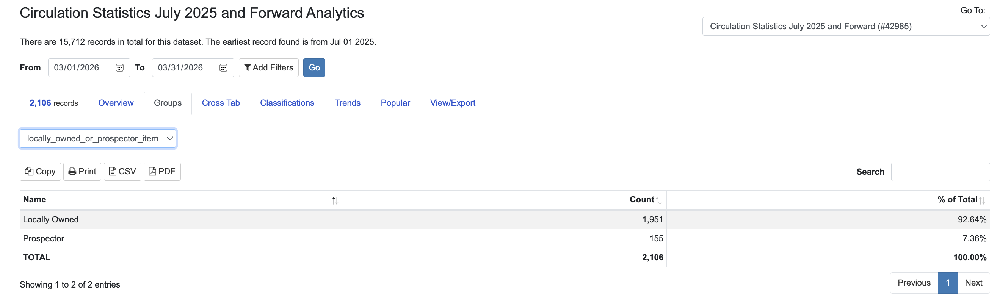 Circulation Statistics July 2025 and Forward Analytics
Go To:
Circulation Statistics July 2025 and Forward (#42985)
There are 15,712 records in total for this dataset. The earliest record found is from Jul 01 2025.
From 03/01/2026 To 03/31/2026 Add Filters Go
2,106 records Overview Groups Cross Tab Classifications Trends Popular View/Export
locally_owned_or_prospector_item
Copy Print CSV PDF Search
Name Count % of Total
Locally Owned 1,951 92.64%
Prospector 155 7.36%
TOTAL 2,106 100.00%
Showing 1 to 2 of 2 entries
Previous 1 Next